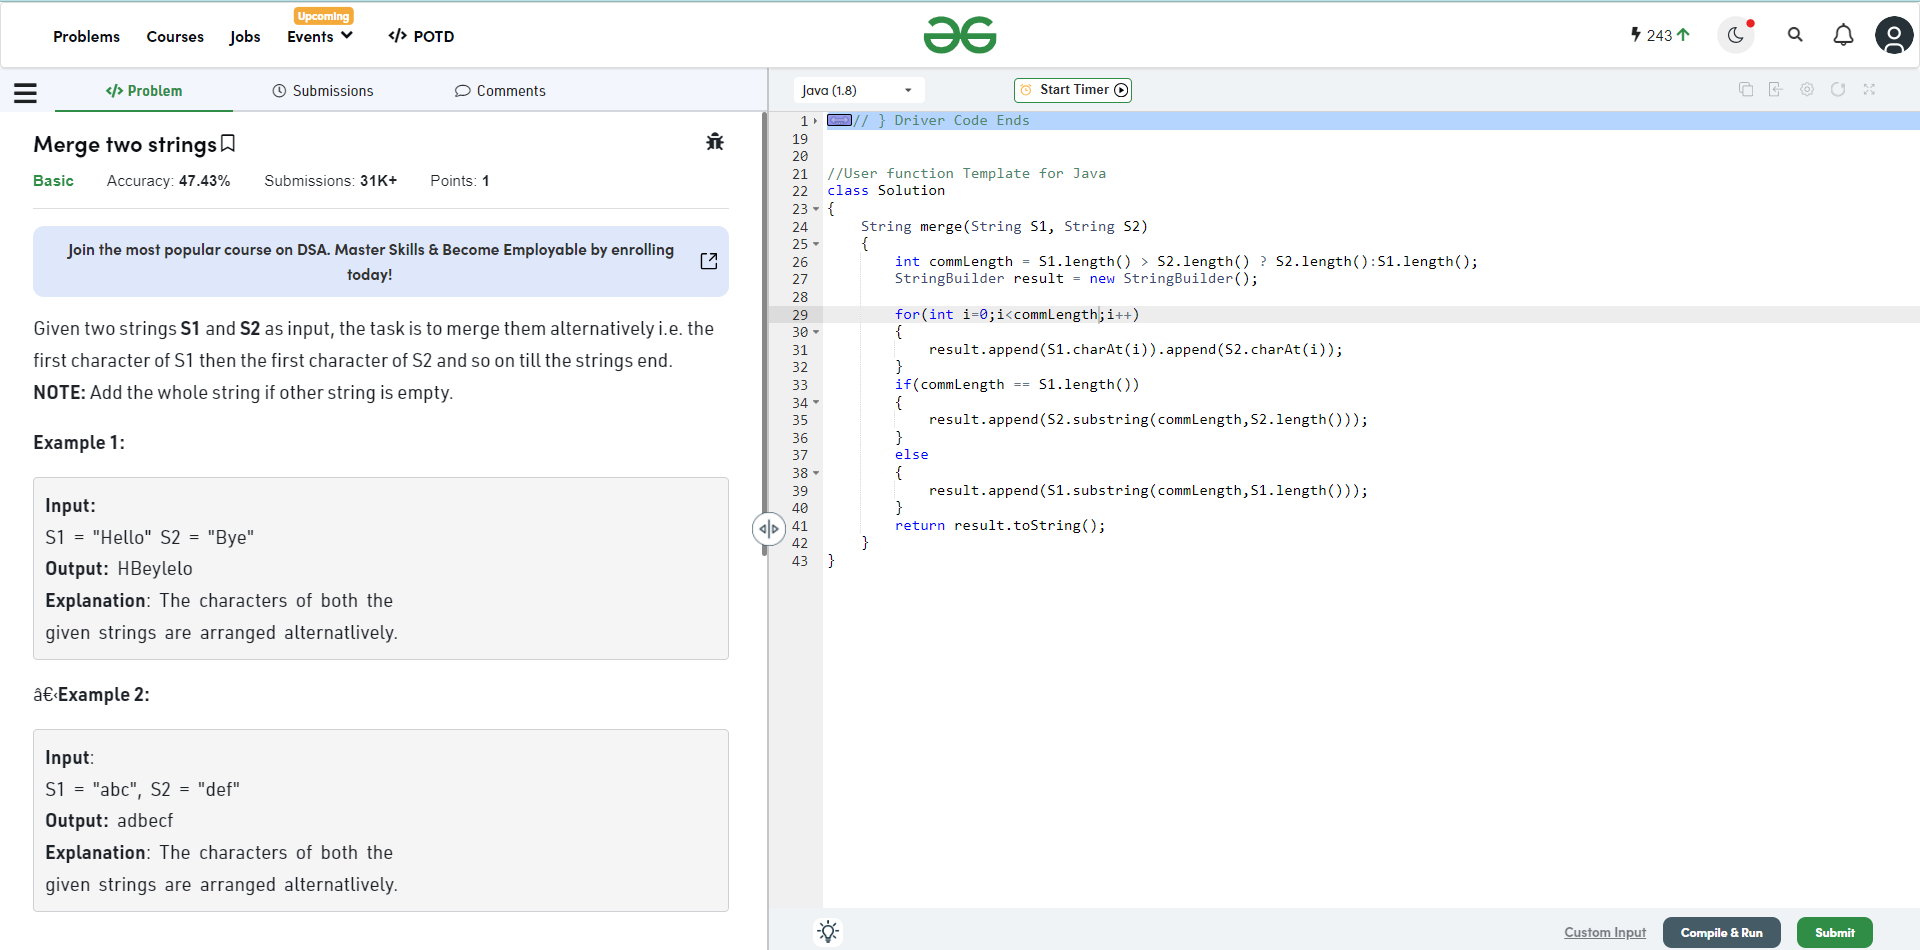 Problems Courses Jobs Upcoming Events </> POTD
243
</> Problem Submissions Comments
Java (1.8) Start Timer
Merge two strings
Basic Accuracy: 47.43% Submissions: 31K+ Points: 1
Join the most popular course on DSA. Master Skills & Become Employable by enrolling
today!
Given two strings S1 and S2 as input, the task is to merge them alternatively i.e. the
first character of S1 then the first character of S2 and so on till the strings end.
NOTE: Add the whole string if other string is empty.
Example 1:
Input:
S1 = "Hello" S2 = "Bye"
Output: HBeylelo
Explanation: The characters of both the
given strings are arranged alternatlively.
â€‹Example 2:
Input:
S1 = "abc", S2 = "def"
Output: adbecf
Explanation: The characters of both the
given strings are arranged alternatlively.
1 // } Driver Code Ends
19
20
21 //User function Template for Java
22 class Solution
23 {
24     String merge(String S1, String S2)
25     {
26         int commLength = S1.length() > S2.length() ? S2.length():S1.length();
27         StringBuilder result = new StringBuilder();
28
29         for(int i=0;i<commLength;i++)
30         {
31             result.append(S1.charAt(i)).append(S2.charAt(i));
32         }
33         if(commLength == S1.length())
34         {
35             result.append(S2.substring(commLength,S2.length()));
36         }
37         else
38         {
39             result.append(S1.substring(commLength,S1.length()));
40         }
41         return result.toString();
42     }
43 }
Custom Input Compile & Run Submit